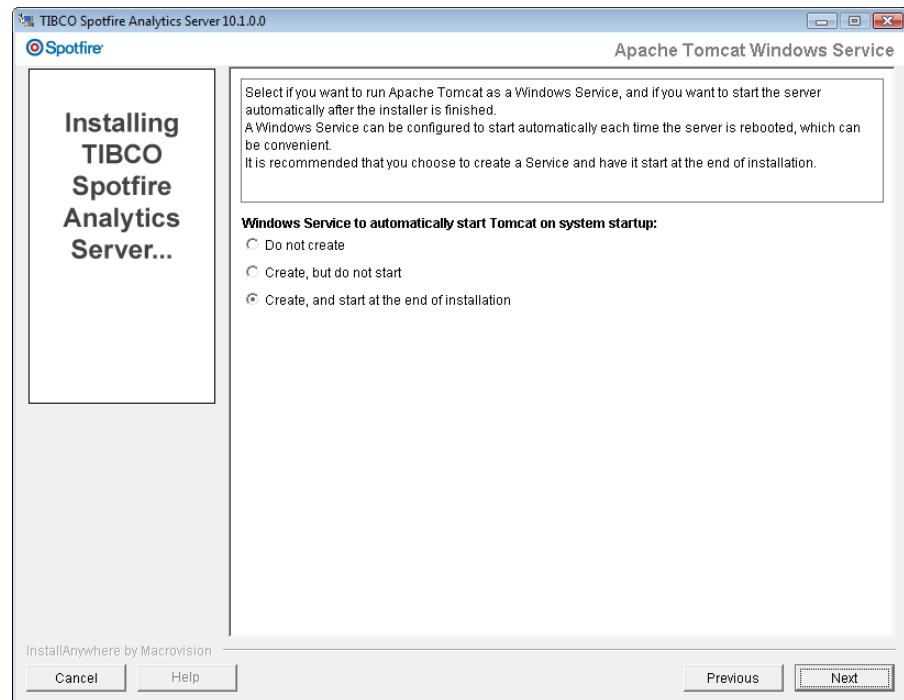 TIBCO Spotfire Analytics Server 10.1.0.0
Spotfire
Apache Tomcat Windows Service
Installing
TIBCO
Spotfire
Analytics
Server...
Select if you want to run Apache Tomcat as a Windows Service, and if you want to start the server
automatically after the installer is finished.
A Windows Service can be configured to start automatically each time the server is rebooted, which can
be convenient.
It is recommended that you choose to create a Service and have it start at the end of installation.
Windows Service to automatically start Tomcat on system startup:
Do not create
Create, but do not start
Create, and start at the end of installation
InstallAnywhere by Macrovision
Cancel
Help
Previous
Next